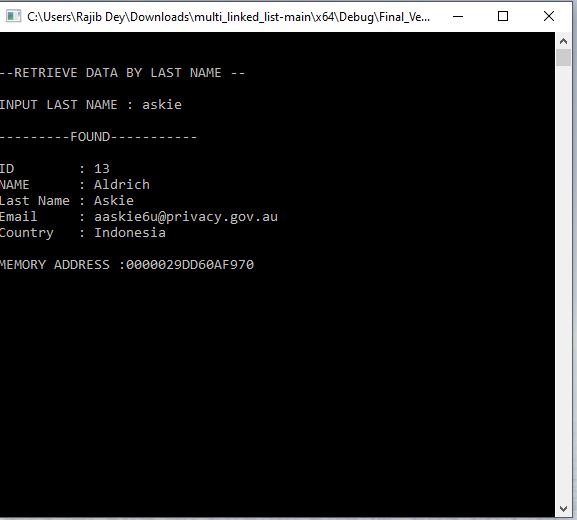 C:\Users\Rajib Dey\Downloads\multi_linked_list-main\x64\Debug\Final_Ve...
--RETRIEVE DATA BY LAST NAME --
INPUT LAST NAME : askie
---------FOUND-----------
ID        : 13
NAME      : Aldrich
Last Name : Askie
Email     : aaskie6u@privacy.gov.au
Country   : Indonesia
MEMORY ADDRESS :0000029DD60AF970